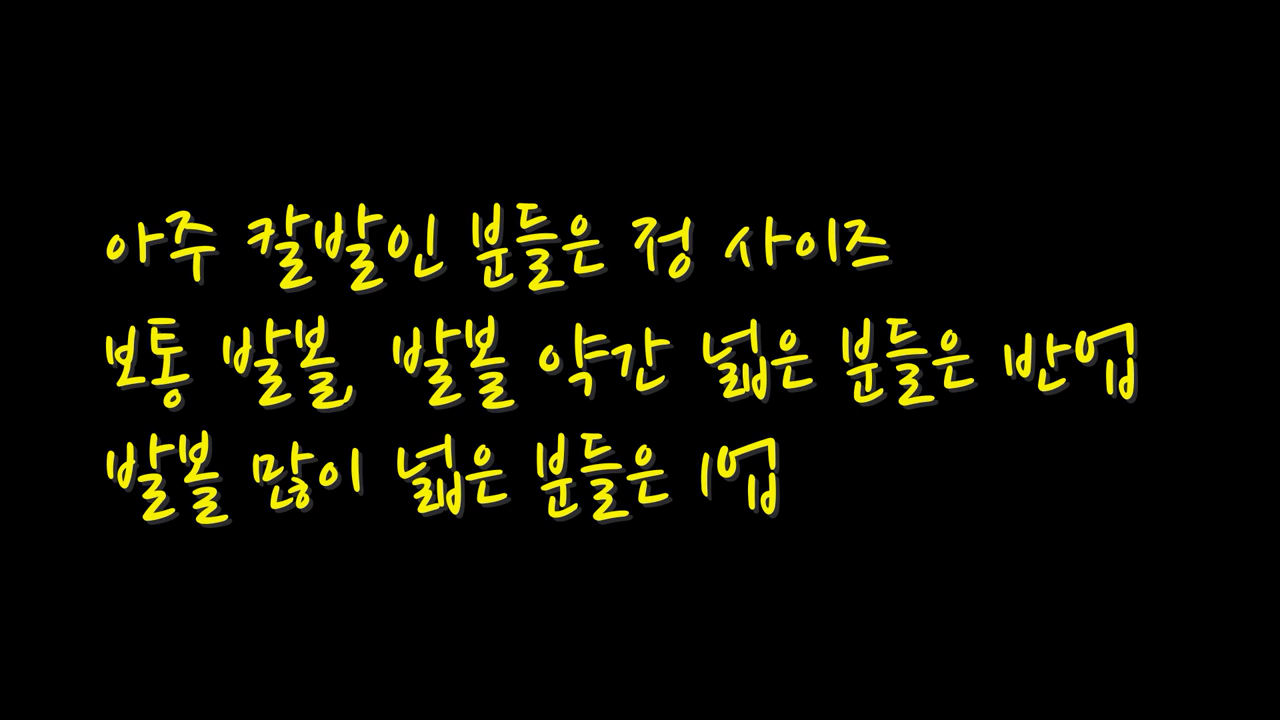 아주 칼발인 분들은 정 사이즈
보통 발볼, 발볼 약간 넓은 분들은 반업
발볼 많이 넓은 분들은 1업